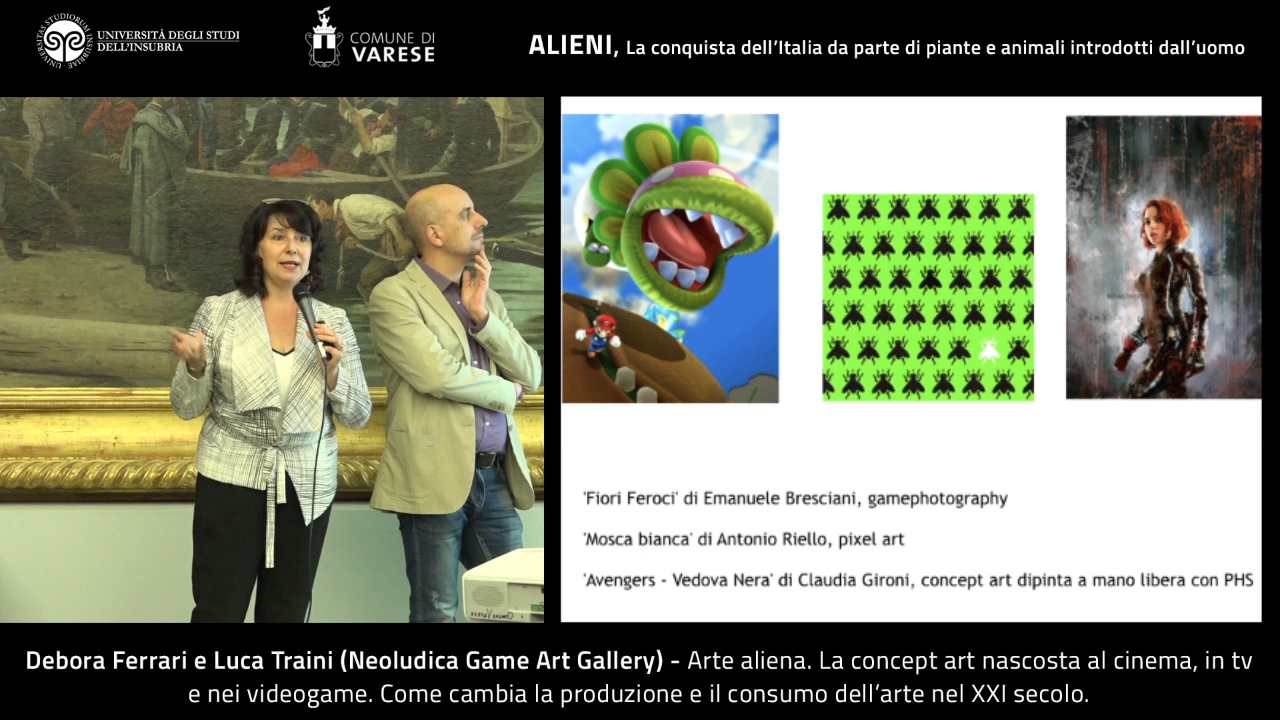 UNIVERSITÀ DEGLI STUDI
DELL'INSUBRIA
COMUNE DI
VARESE
ALIENI, La conquista dell'Italia da parte di piante e animali introdotti dall'uomo
'Fiori Feroci' di Emanuele Bresciani, gamephotography
'Mosca bianca' di Antonio Riello, pixel art
'Avengers - Vedova Nera' di Claudia Gironi, concept art dipinta a mano libera con PHS
Debora Ferrari e Luca Traini (Neoludica Game Art Gallery) - Arte aliena. La concept art nascosta al cinema, in tv
e nei videogame. Come cambia la produzione e il consumo dell'arte nel XXI secolo.